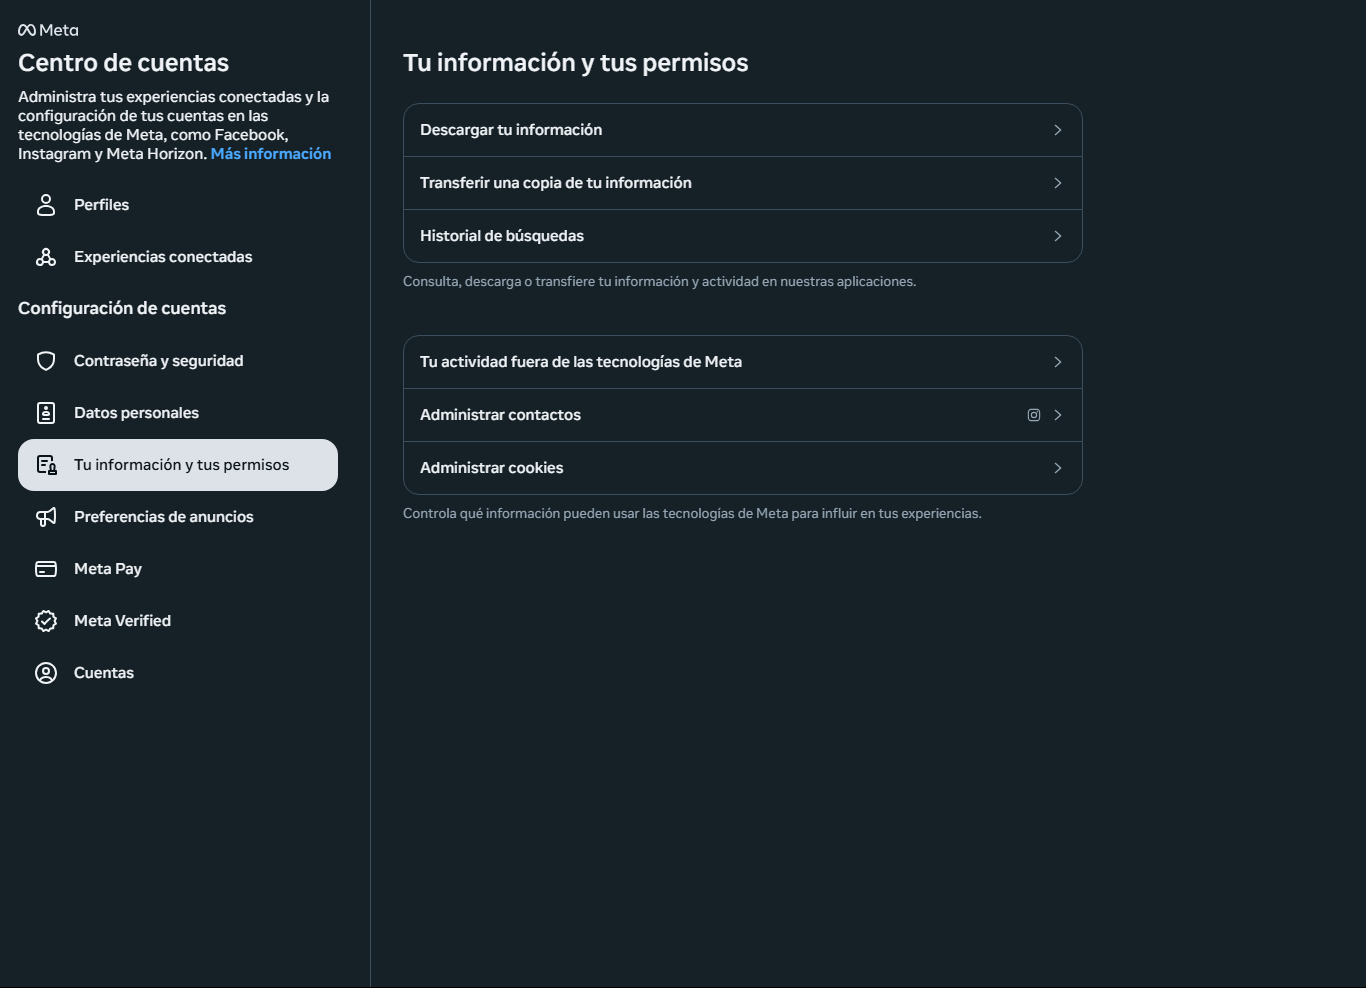 Meta
Centro de cuentas
Administra tus experiencias conectadas y la
configuración de tus cuentas en las
tecnologías de Meta, como Facebook,
Instagram y Meta Horizon. Más información
Perfiles
Experiencias conectadas
Configuración de cuentas
Contraseña y seguridad
Datos personales
Tu información y tus permisos
Preferencias de anuncios
Meta Pay
Meta Verified
Cuentas
Tu información y tus permisos
Descargar tu información
Transferir una copia de tu información
Historial de búsquedas
Consulta, descarga o transfiere tu información y actividad en nuestras aplicaciones.
Tu actividad fuera de las tecnologías de Meta
Administrar contactos
Administrar cookies
Controla qué información pueden usar las tecnologías de Meta para influir en tus experiencias.